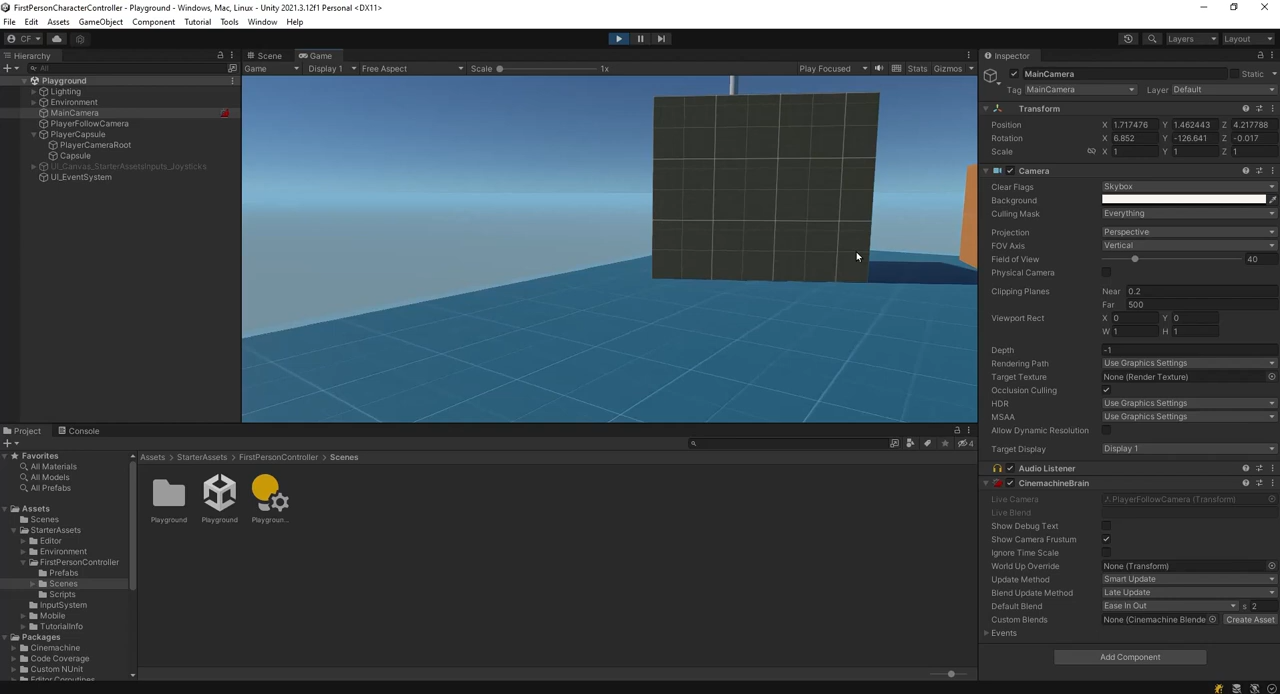 FirstPersonCharacterController - Playground - Windows, Mac, Linux - Unity 2021.3.12f1 Personal <DX11>
File Edit Assets GameObject Component Tutorial Tools Window Help
CF Layers Layout
Hierarchy
All
Playground
Lighting
Environment
MainCamera
PlayerFollowCamera
PlayerCapsule
PlayerCameraRoot
Capsule
UI_Canvas_StarterAssetsInputs_Joysticks
UI_EventSystem
Scene Game
Game Display 1 Free Aspect Scale 1x Play Focused Stats Gizmos
Inspector
MainCamera Static
Tag MainCamera Layer Default
Transform
Position X 1.717476 Y 1.462443 Z 4.217788
Rotation X 6.852 Y -126.641 Z -0.017
Scale X 1 Y 1 Z 1
Camera
Clear Flags Skybox
Background
Culling Mask Everything
Projection Perspective
FOV Axis Vertical
Field of View 40
Physical Camera
Clipping Planes Near 0.2
Far 500
Viewport Rect X 0 Y 0
W 1 H 1
Depth -1
Rendering Path Use Graphics Settings
Target Texture None (Render Texture)
Occlusion Culling
HDR Use Graphics Settings
MSAA Use Graphics Settings
Allow Dynamic Resolution
Target Display Display 1
Audio Listener
CinemachineBrain
Live Camera PlayerFollowCamera (Transform)
Live Blend
Show Debug Text
Show Camera Frustum
Ignore Time Scale
World Up Override None (Transform)
Update Method Smart Update
Blend Update Method Late Update
Default Blend Ease In Out s 2
Custom Blends None (Cinemachine Blende Create Asset
Events
Add Component
Project Console
4
Favorites
All Materials
All Models
All Prefabs
Assets
Scenes
StarterAssets
Editor
Environment
FirstPersonController
Prefabs
Scenes
Scripts
InputSystem
Mobile
TutorialInfo
Packages
Cinemachine
Code Coverage
Custom NUnit
Editor Coroutines
Assets StarterAssets FirstPersonController Scenes
Playground Playground Playgroun...